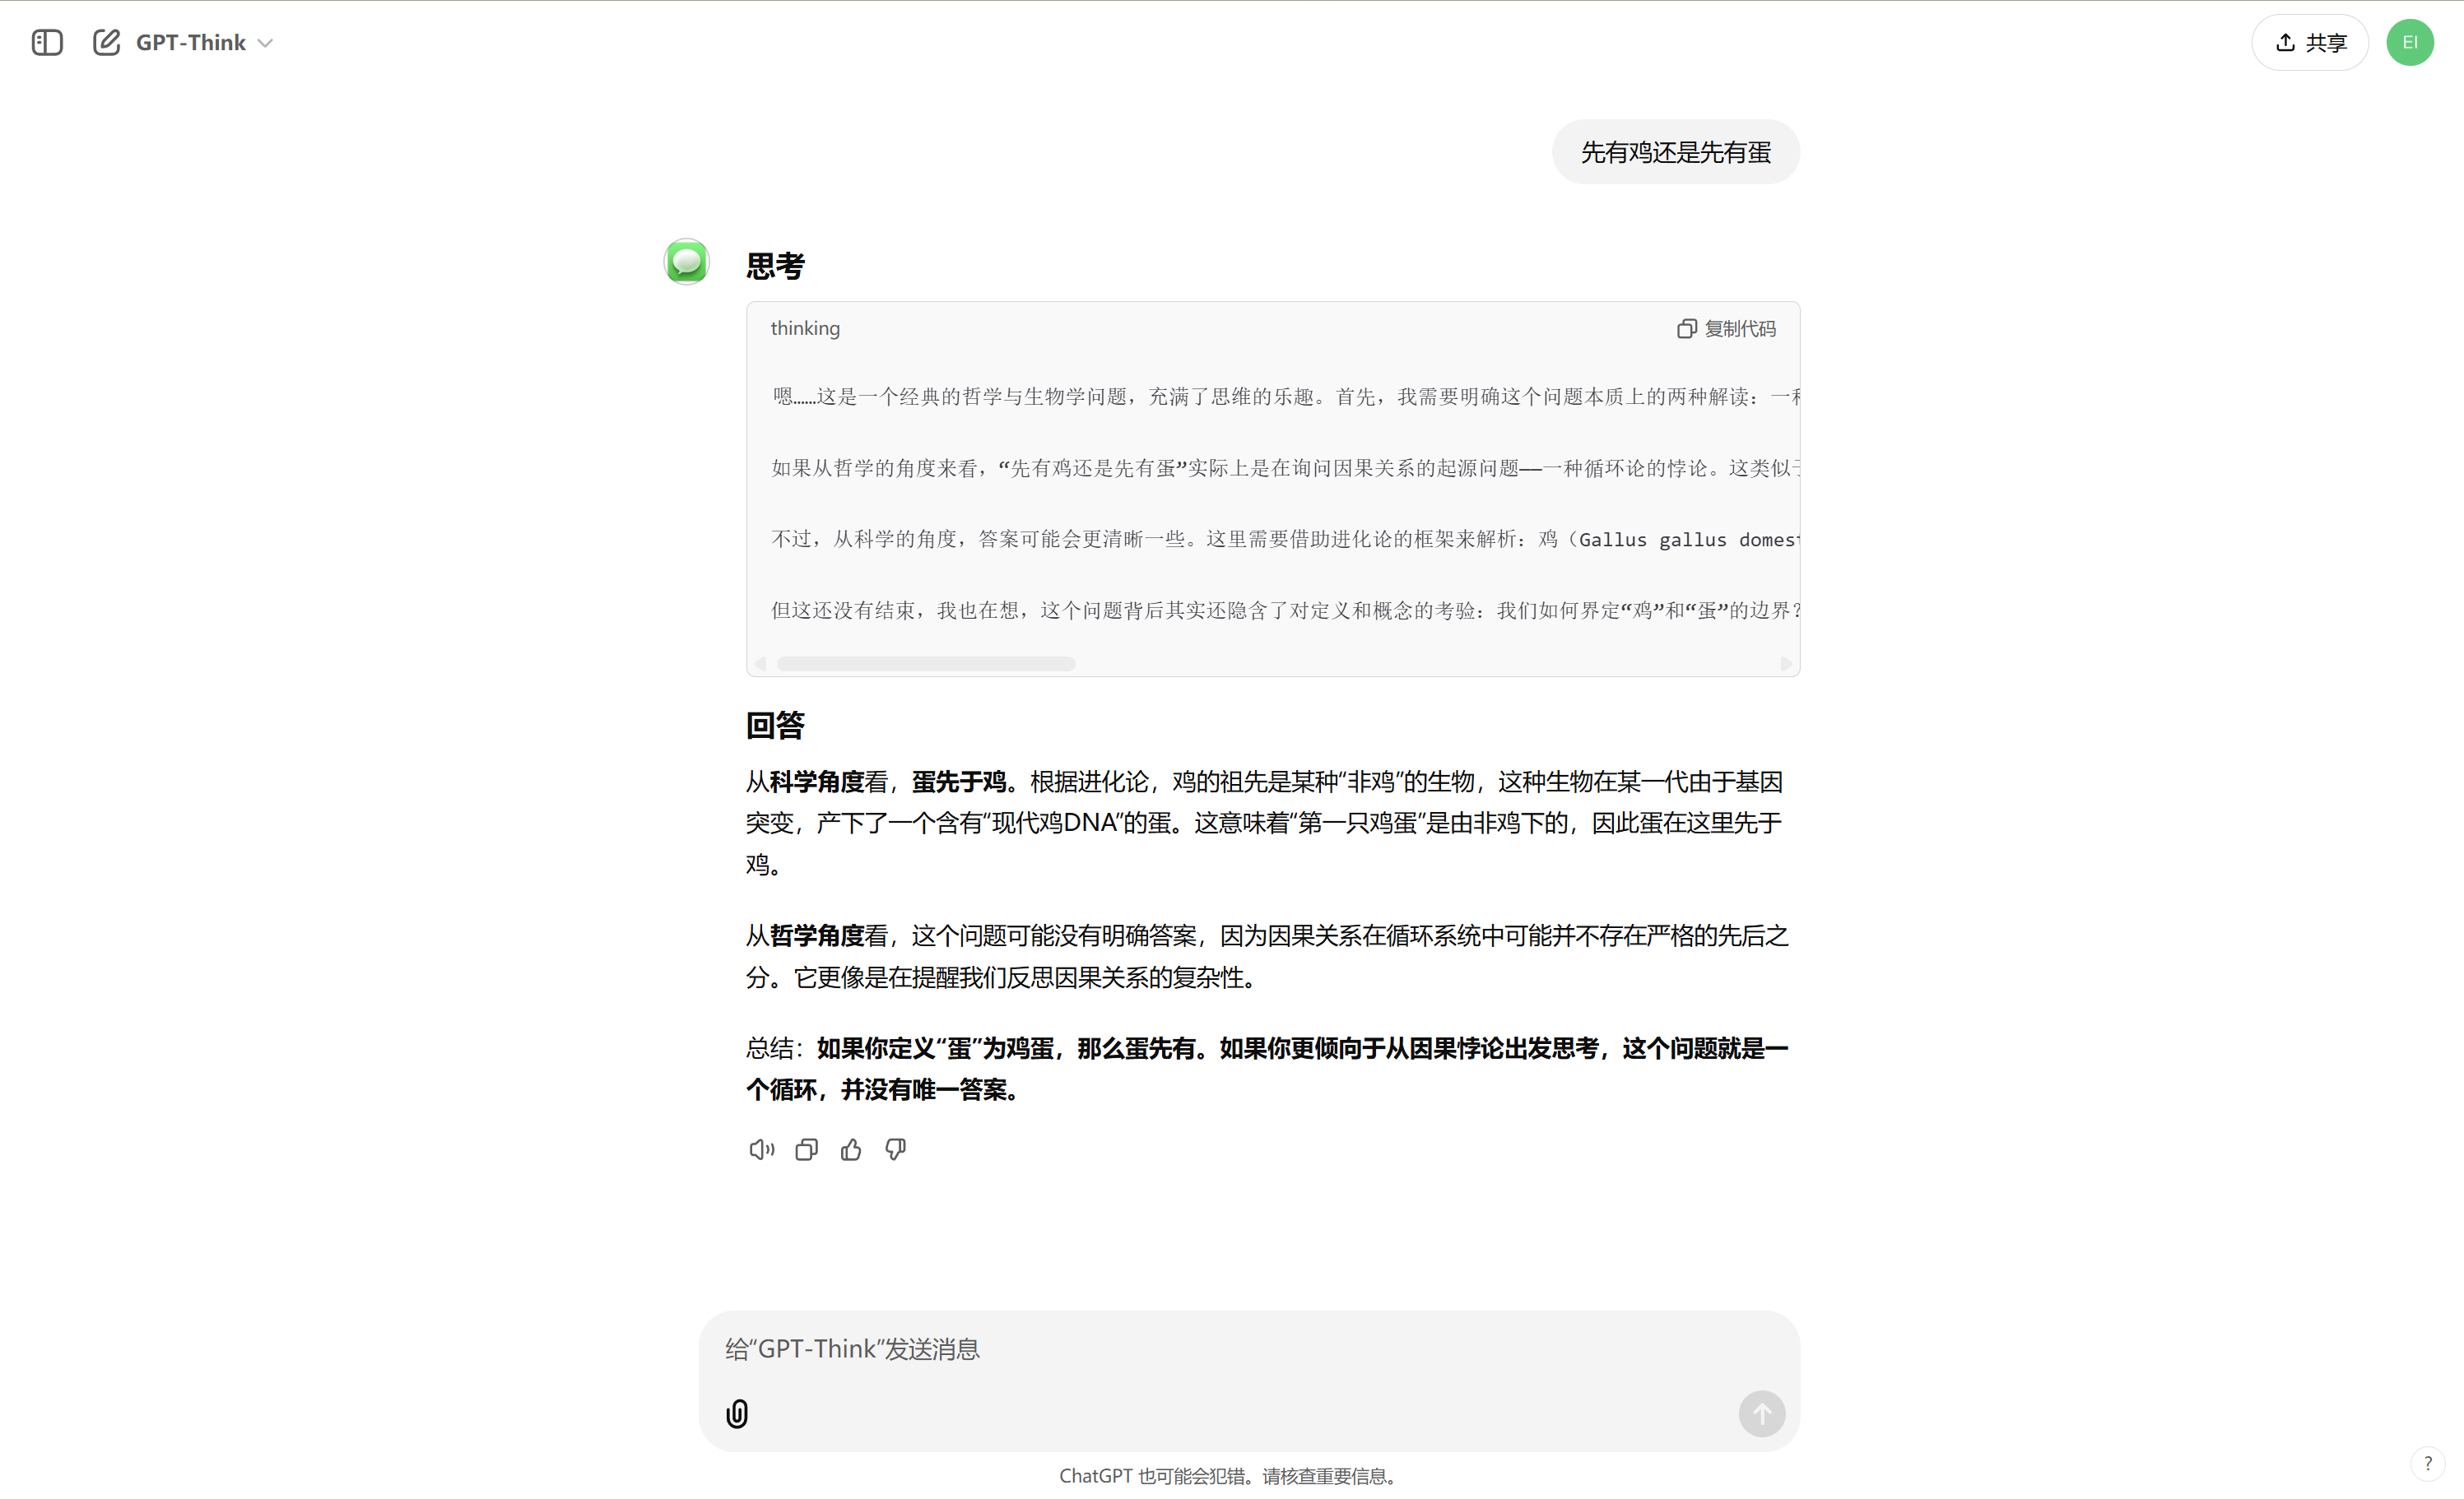 GPT-Think
共享
EI
先有鸡还是先有蛋
思考
thinking
复制代码
嗯……这是一个经典的哲学与生物学问题，充满了思维的乐趣。首先，我需要明确这个问题本质上的两种解读：一种
如果从哲学的角度来看，“先有鸡还是先有蛋”实际上是在询问因果关系的起源问题——一种循环论的悖论。这类似于
不过，从科学的角度，答案可能会更清晰一些。这里需要借助进化论的框架来解析：鸡（Gallus gallus domest
但这还没有结束，我也在想，这个问题背后其实还隐含了对定义和概念的考验：我们如何界定“鸡”和“蛋”的边界？
回答
从科学角度看，蛋先于鸡。根据进化论，鸡的祖先是某种“非鸡”的生物，这种生物在某一代由于基因
突变，产下了一个含有“现代鸡DNA”的蛋。这意味着“第一只鸡蛋”是由非鸡下的，因此蛋在这里先于
鸡。
从哲学角度看，这个问题可能没有明确答案，因为因果关系在循环系统中可能并不存在严格的先后之
分。它更像是在提醒我们反思因果关系的复杂性。
总结：如果你定义“蛋”为鸡蛋，那么蛋先有。如果你更倾向于从因果悖论出发思考，这个问题就是一
个循环，并没有唯一答案。
给“GPT-Think”发送消息
ChatGPT 也可能会犯错。请核查重要信息。
?